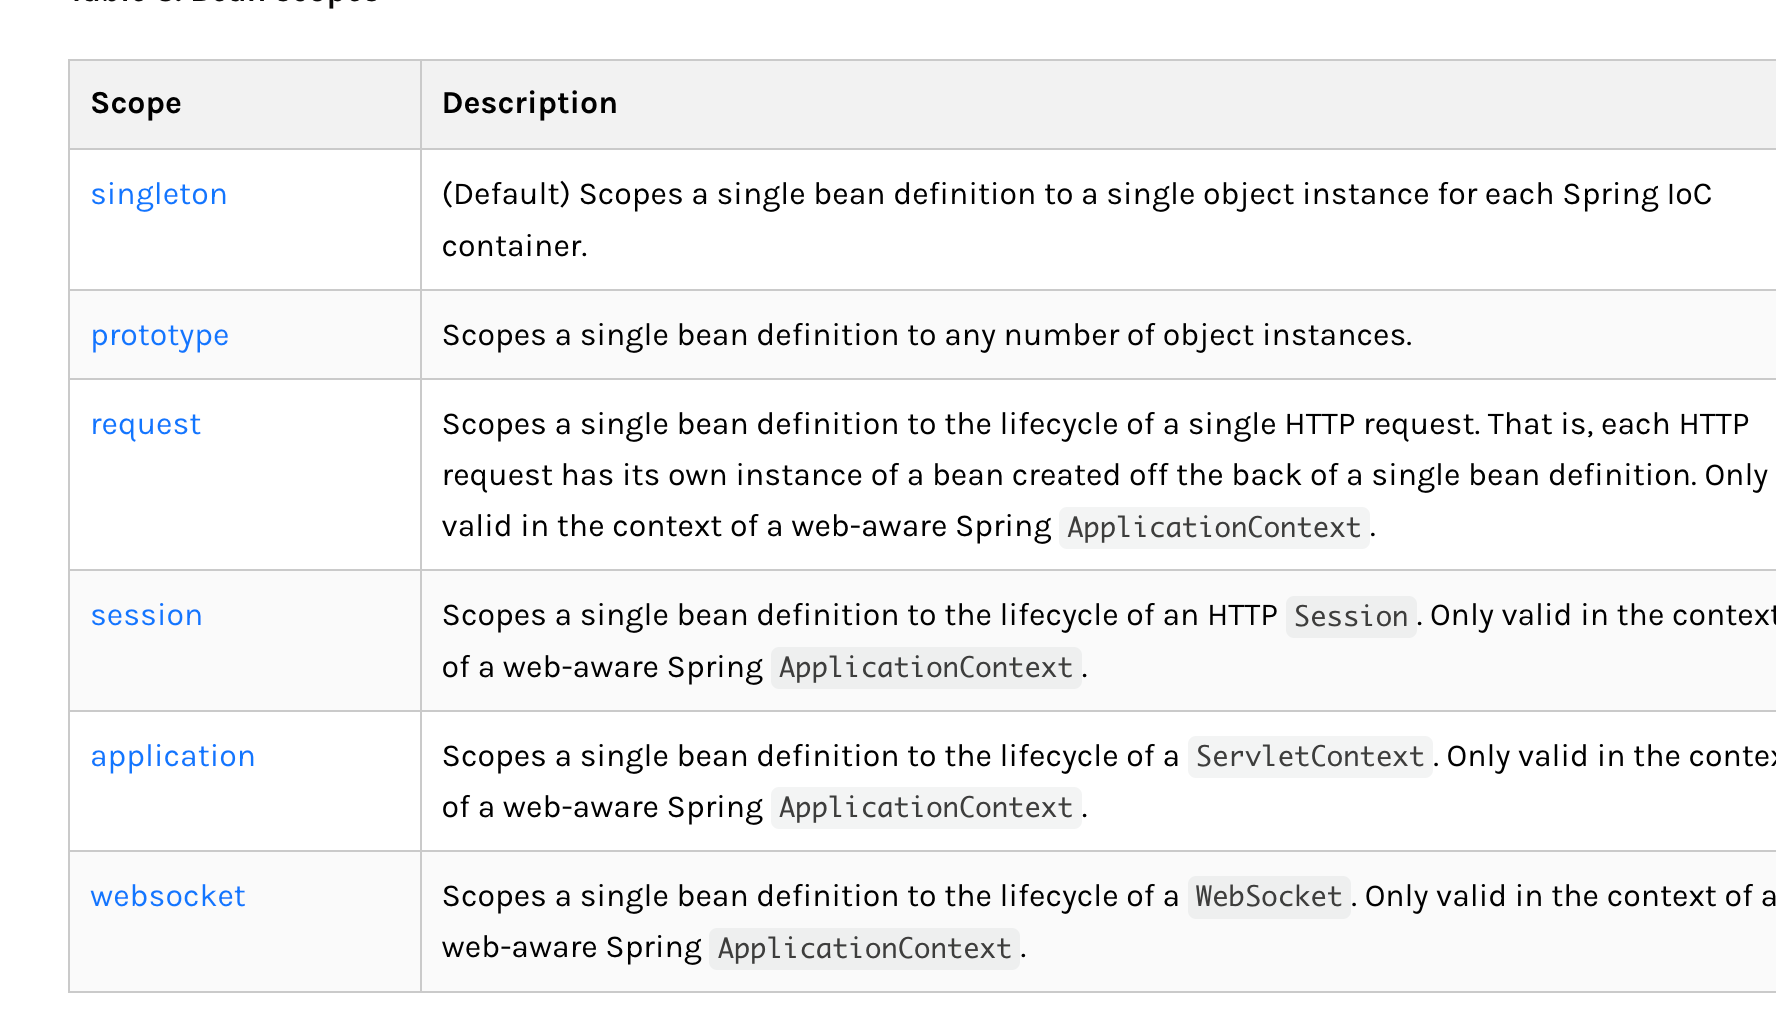 Scope Description
singleton (Default) Scopes a single bean definition to a single object instance for each Spring IoC
container.
prototype Scopes a single bean definition to any number of object instances.
request Scopes a single bean definition to the lifecycle of a single HTTP request. That is, each HTTP
request has its own instance of a bean created off the back of a single bean definition. Only
valid in the context of a web-aware Spring ApplicationContext.
session Scopes a single bean definition to the lifecycle of an HTTP Session. Only valid in the context
of a web-aware Spring ApplicationContext.
application Scopes a single bean definition to the lifecycle of a ServletContext. Only valid in the
of a web-aware Spring ApplicationContext.
websocket Scopes a single bean definition to the lifecycle of a WebSocket. Only valid in the context of a
web-aware Spring ApplicationContext.